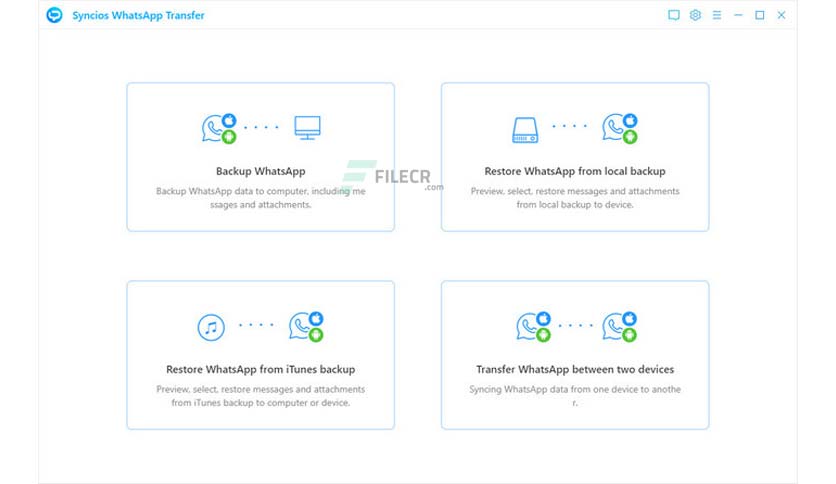 Syncios WhatsApp Transfer
Backup WhatsApp
Backup WhatsApp data to computer, including me
ssages and attachments.
Restore WhatsApp from local backup
Preview, select, restore messages and attachments
from local backup to device.
FILECR
.com
Restore WhatsApp from iTunes backup
Preview, select, restore messages and attachments
from iTunes backup to computer or device.
Transfer WhatsApp between two devices
Syncing WhatsApp data from one device to anothe
r.